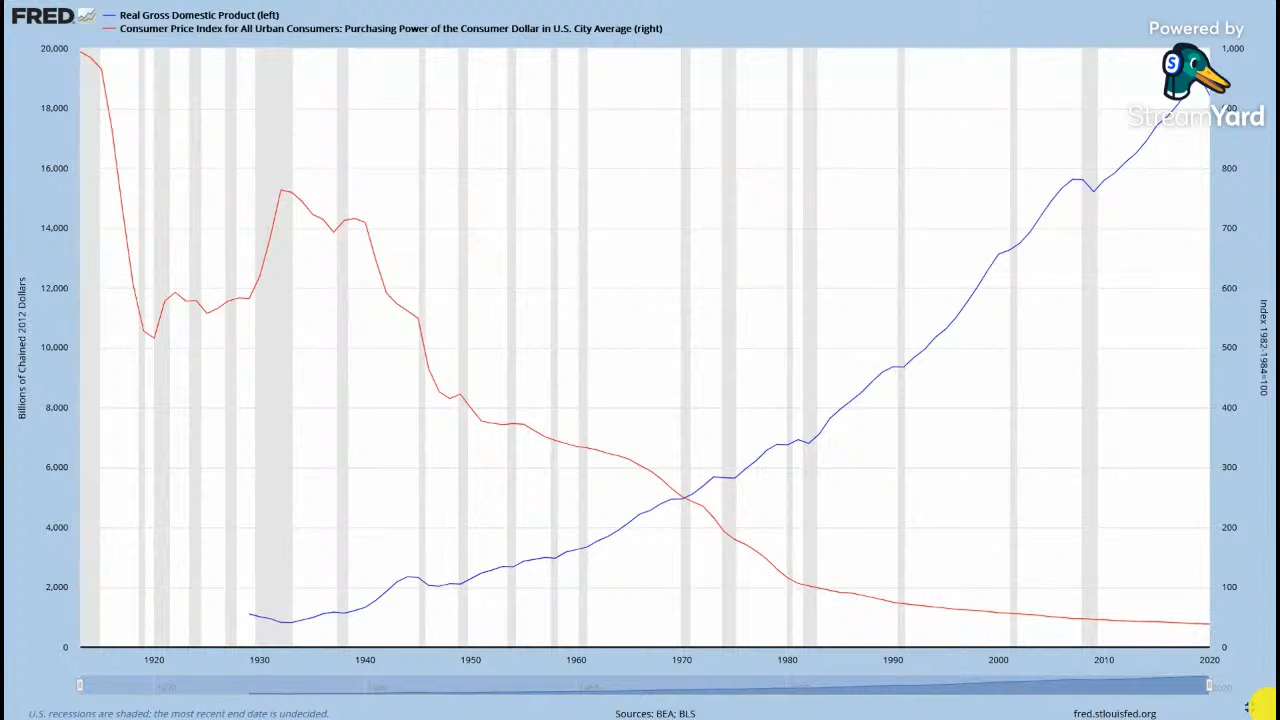 FRED
Real Gross Domestic Product (left)
Consumer Price Index for All Urban Consumers: Purchasing Power of the Consumer Dollar in U.S. City Average (right)
Powered by
S
StreamYard
20,000
18,000
16,000
14,000
12,000
10,000
8,000
6,000
4,000
2,000
0
Billions of Chained 2012 Dollars
1,000
900
800
700
600
500
400
300
200
100
0
Index 1982-1984=100
1920 1930 1940 1950 1960 1970 1980 1990 2000 2010 2020
2020
U.S. recessions are shaded; the most recent end date is undecided.
Sources: BEA; BLS
fred.stlouisfed.org